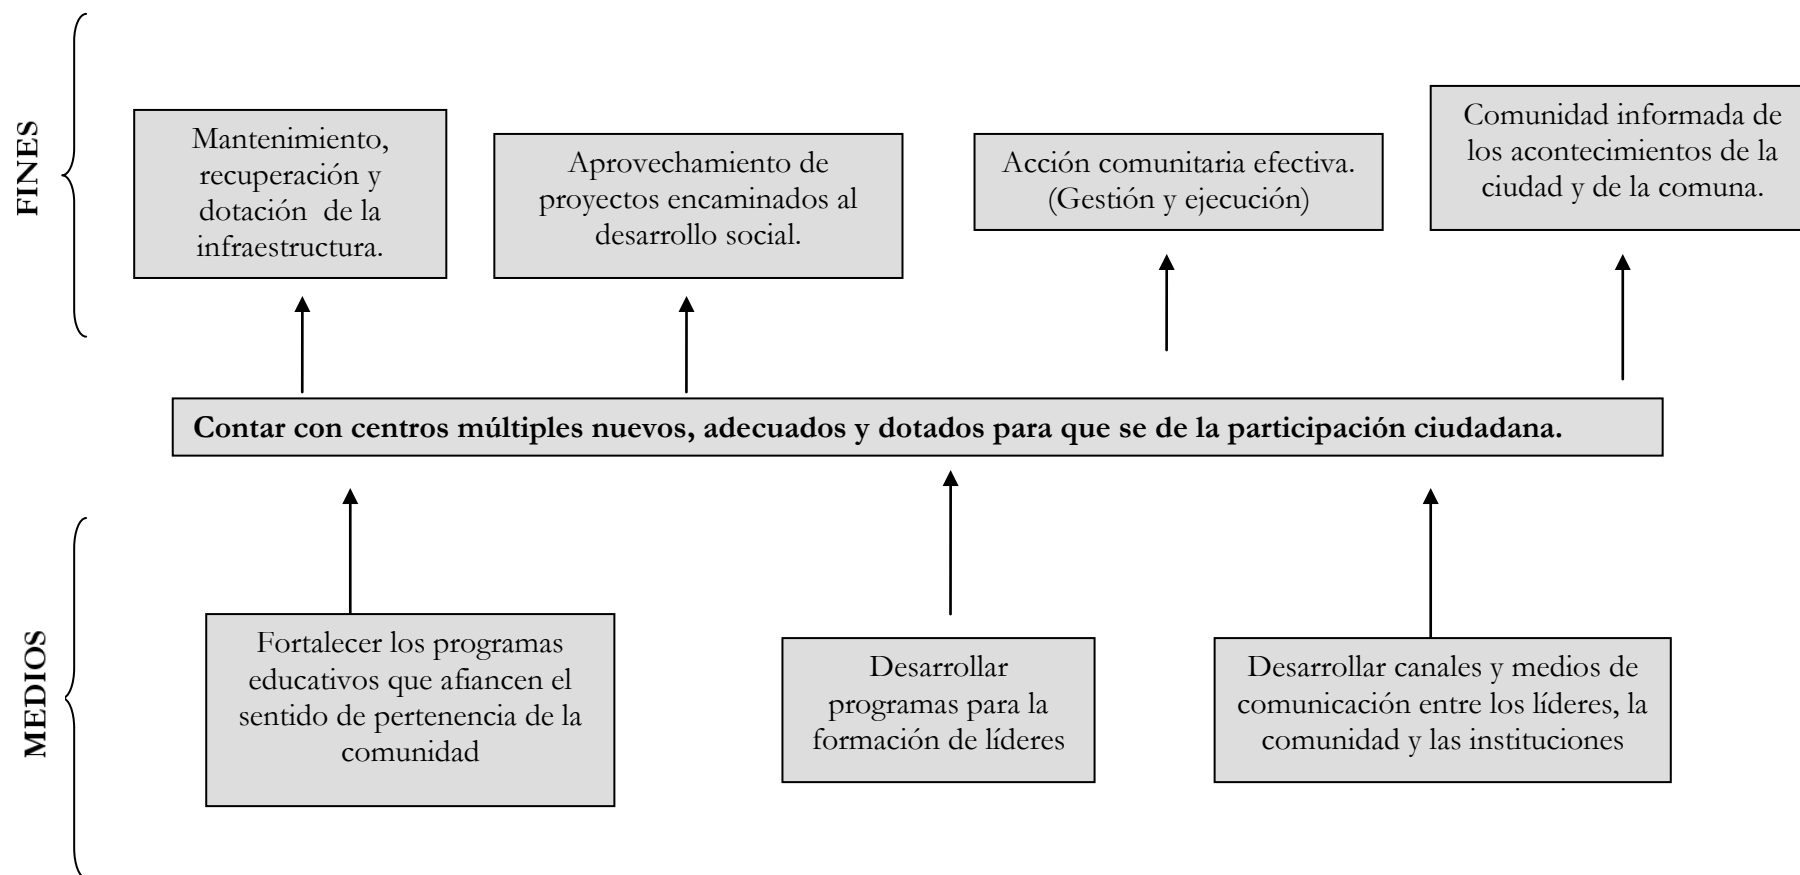 FINES
Mantenimiento,
recuperación y
dotación  de la
infraestructura.
Aprovechamiento de
proyectos encaminados al
desarrollo social.
Acción comunitaria efectiva.
(Gestión y ejecución)
Comunidad informada de
los acontecimientos de la
ciudad y de la comuna.
Contar con centros múltiples nuevos, adecuados y dotados para que se de la participación ciudadana.
MEDIOS
Fortalecer los programas
educativos que afiancen el
sentido de pertenencia de la
comunidad
Desarrollar
programas para la
formación de líderes
Desarrollar canales y medios de
comunicación entre los líderes, la
comunidad y las instituciones